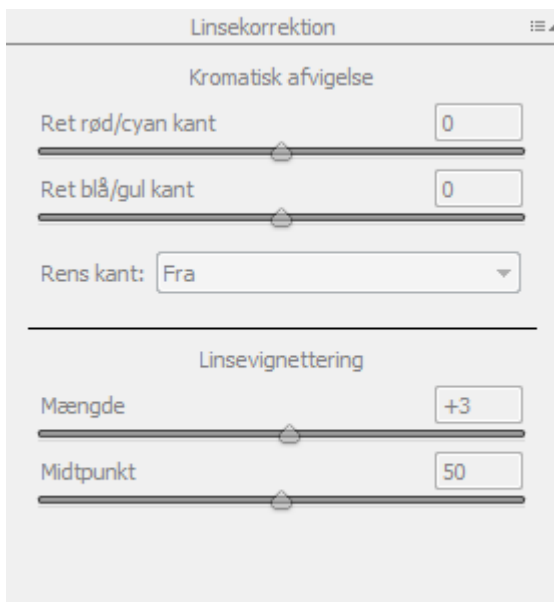 Linsekorrektion
Kromatisk afvigelse
Ret rød/cyan kant 0
Ret blå/gul kant 0
Rens kant: Fra
Linsevignettering
Mængde +3
Midtpunkt 50